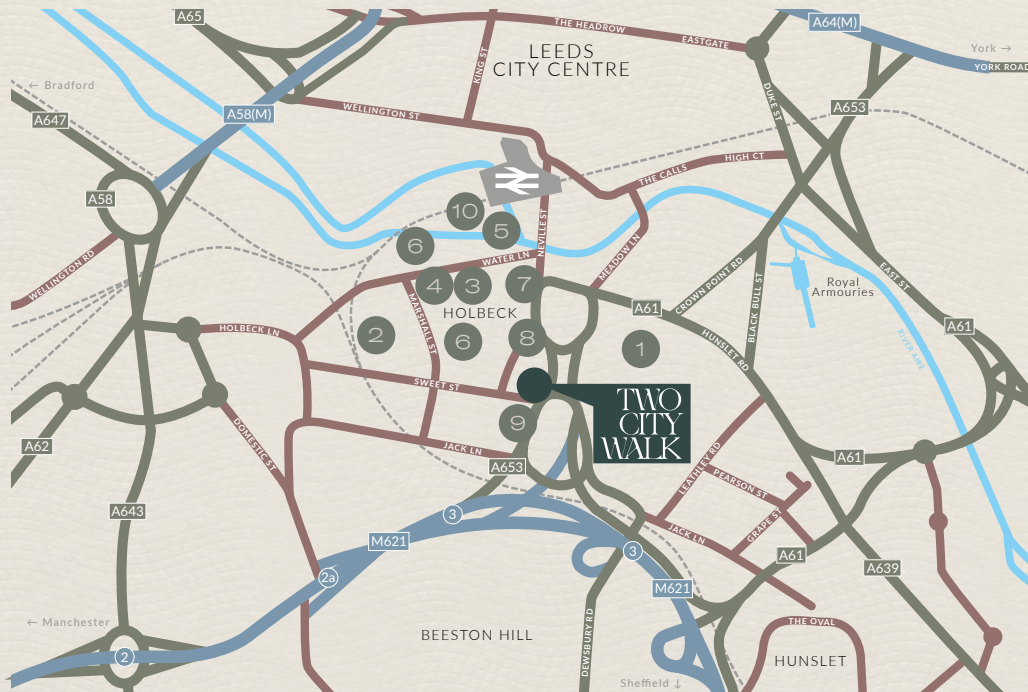 A65
A64(M)
THE HEADROW
EASTGATE
York →
YORK ROAD
LEEDS
CITY CENTRE
KING ST
← Bradford
A58(M)
WELLINGTON ST
DUKE ST
A653
A647
HIGH CT
THE CALLS
A58
10
5
6
NEVILLE ST
MEADOW LN
WATER LN
WELLINGTON RD
4
3
7
CROWN POINT RD
BLACK BULL ST
Royal
Armouries
EAST ST
HOLBECK
A61
MARSHALL ST
HOLBECK LN
2
6
8
1
HUNSLET RD
A61
RIVER AIRE
SWEET ST
TWO
CITY
WALK
9
A62
DOMESTIC ST
JACK LN
A653
LEATHLEY RD
A61
PEARSON ST
A643
3
GRAPE ST
JACK LN
M621
3
A61
A639
2a
M621
← Manchester
DEWSBURY RD
BEESTON HILL
THE OVAL
2
HUNSLET
Sheffield ↓